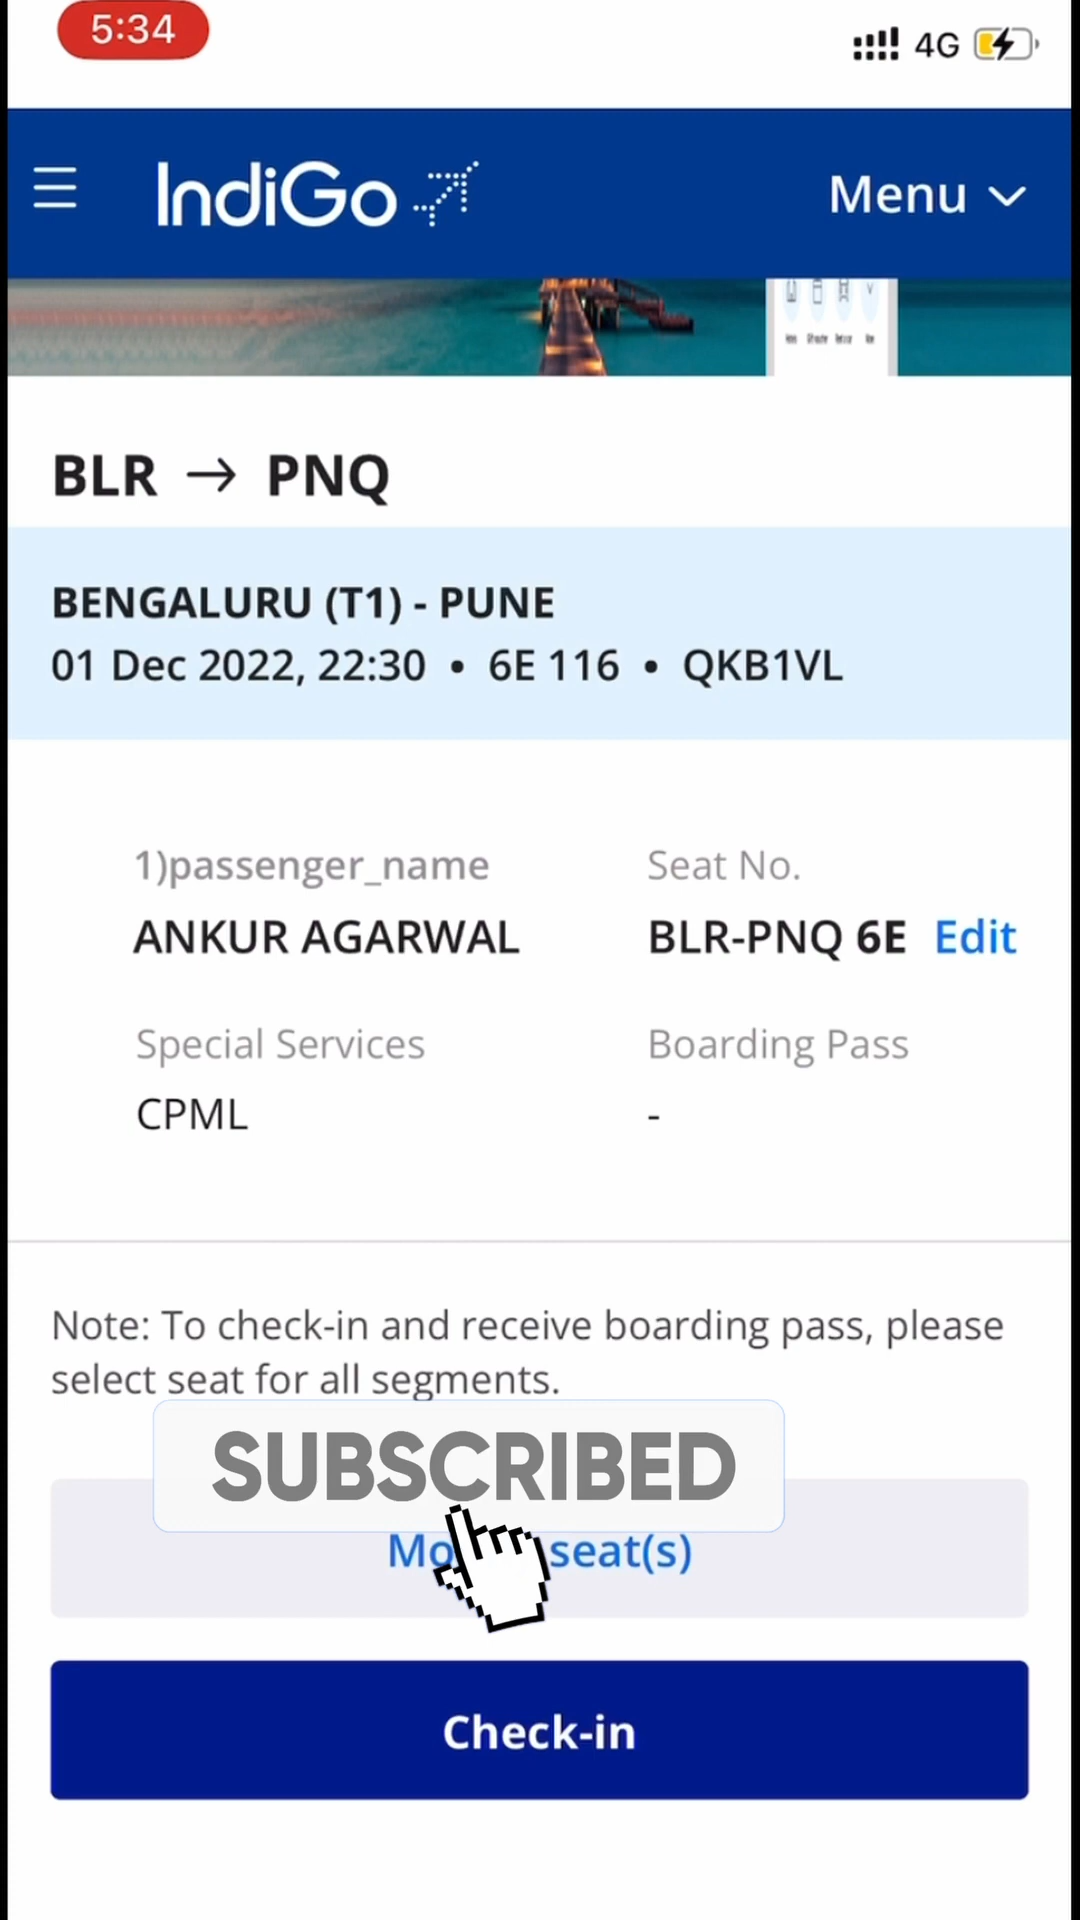 5:34
4G
IndiGo
Menu
BLR → PNQ
BENGALURU (T1) - PUNE
01 Dec 2022, 22:30 • 6E 116 • QKB1VL
1)passenger_name
Seat No.
ANKUR AGARWAL
BLR-PNQ 6E Edit
Special Services
Boarding Pass
CPML
-
Note: To check-in and receive boarding pass, please
select seat for all segments.
SUBSCRIBED
seat(s)
Check-in